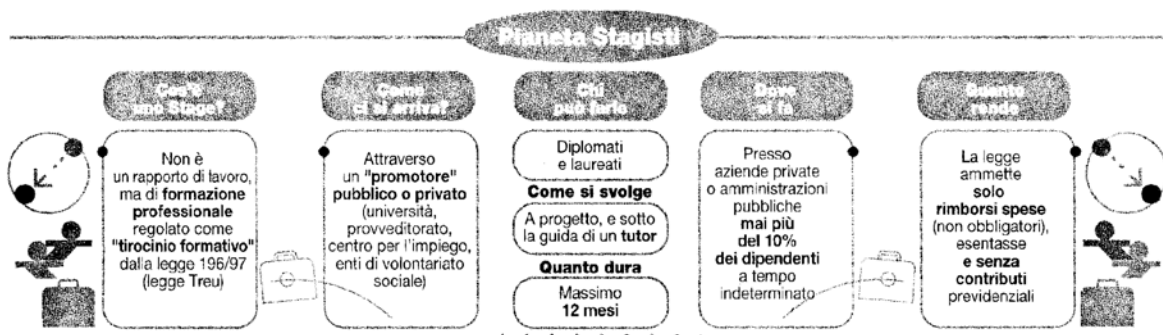 Pianeta Stagisti
Cos'è
uno Stage?
Non è
un rapporto di lavoro,
ma di formazione
professionale
regolato come
"tirocinio formativo"
dalla legge 196/97
(legge Treu)
Come
ci si arriva?
Attraverso
un "promotore"
pubblico o privato
(università,
provveditorato,
centro per l'impiego,
enti di volontariato
sociale)
Chi
può farlo
Diplomati
e laureati
Come si svolge
A progetto, e sotto
la guida di un tutor
Quanto dura
Massimo
12 mesi
Dove
si fa
Presso
aziende private
o amministrazioni
pubbliche
mai più
del 10%
dei dipendenti
a tempo
indeterminato
Quanto
rende
La legge
ammette
solo
rimborsi spese
(non obbligatori),
esentasse
e senza
contributi
previdenziali